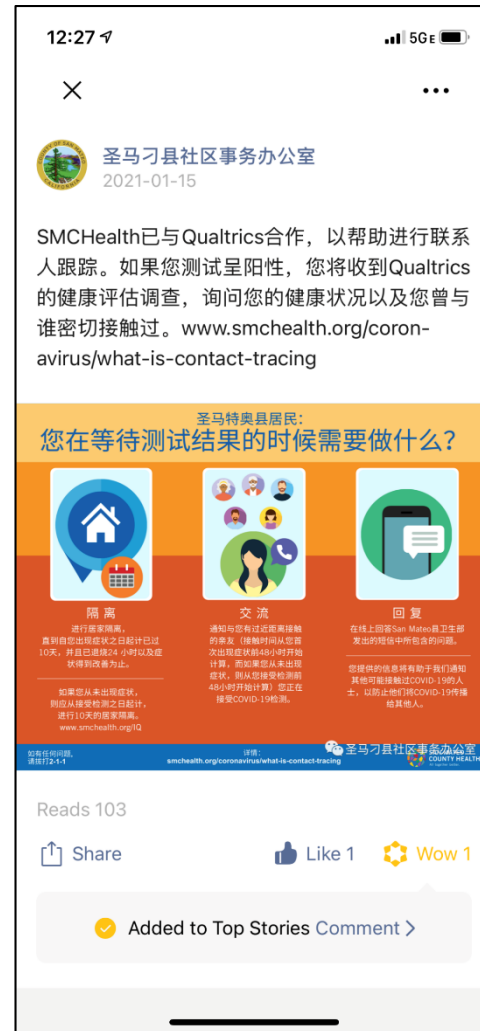 12:27
5G E
圣马刁县社区事务办公室
2021-01-15
SMCHealth已与Qualtrics合作，以帮助进行联系
人跟踪。如果您测试呈阳性，您将收到Qualtrics
的健康评估调查，询问您的健康状况以及您曾与
谁密切接触过。www.smchealth.org/coron-
avirus/what-is-contact-tracing
圣马特奥县居民：
您在等待测试结果的时候需要做什么？
隔 离
进行居家隔离，
直到自您出现症状之日起计已过
10天，并且已退烧24 小时以及症
状得到改善为止。
如果您从未出现症状，
则应从接受检测之日起计，
进行10天的居家隔离。
www.smchealth.org/IQ
交 流
通知与您有过近距离接触
的亲友（接触时间从您首
次出现症状前48小时开始
计算，而如果您从未出现
症状，则从您接受检测前
48小时开始计算）您正在
接受COVID-19检测。
回 复
在线上回答San Mateo县卫生部
发出的短信中所包含的问题。
您提供的信息将有助于我们通知
其他可能接触过COVID-19的人
士，以防止他们将COVID-19传播
给其他人。
如有任何问题，
请拨打2-1-1
详情：
smchealth.org/coronavirus/what-is-contact-tracing
圣马刁县社区事务办公室
COUNTY HEALTH
Reads 103
Share
Like 1
Wow 1
Added to Top Stories Comment >